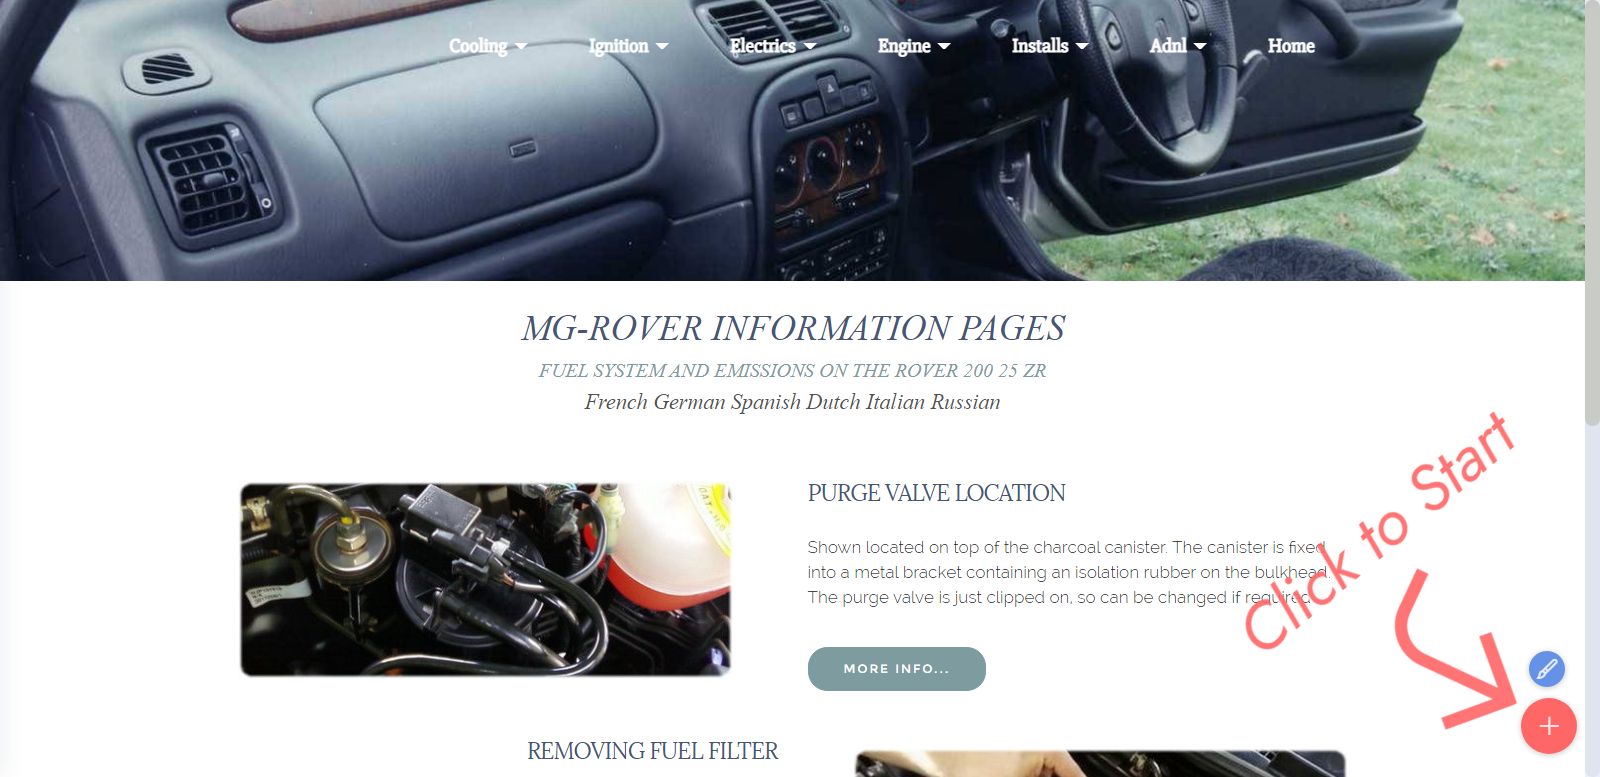 Cooling Ignition Electrics Engine Installs Adnl Home
MG-ROVER INFORMATION PAGES
FUEL SYSTEM AND EMISSIONS ON THE ROVER 200 25 ZR
French German Spanish Dutch Italian Russian
PURGE VALVE LOCATION
Shown located on top of the charcoal canister. The canister is fixed
into a metal bracket containing an isolation rubber on the bulkhead.
The purge valve is just clipped on, so can be changed if required.
MORE INFO...
Click to Start
REMOVING FUEL FILTER